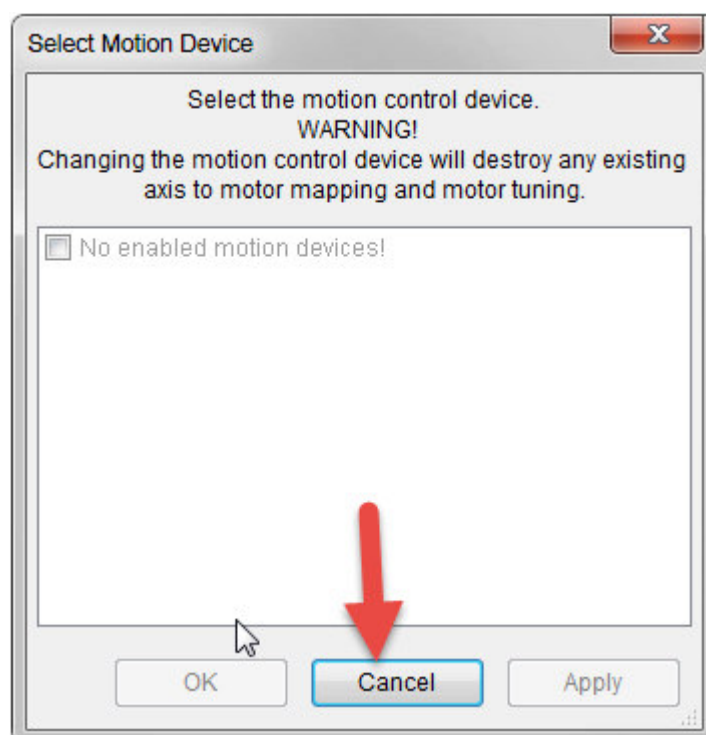 Select Motion Device
Select the motion control device.
WARNING!
Changing the motion control device will destroy any existing
axis to motor mapping and motor tuning.
No enabled motion devices!
OK Cancel Apply